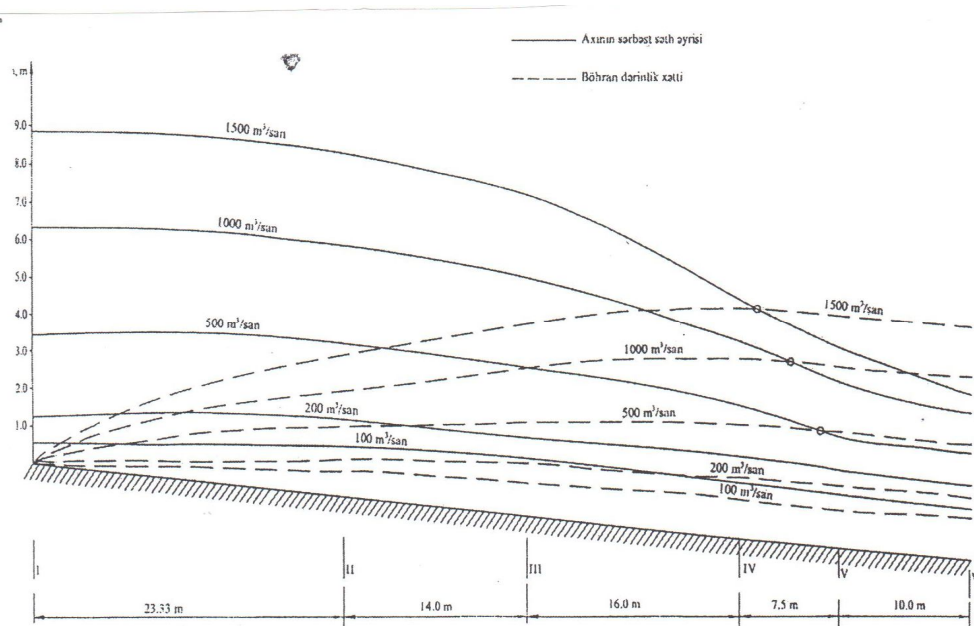 Axının sərbəst səth əyrisi
Böhran dərinlik xətti
, m
9.0
8.0
7.0
6.0
5.0
4.0
3.0
2.0
1.0
1500 m³/san
1000 m³/san
500 m³/san
200 m³/san
100 m³/san
1500 m³/san
1000 m³/san
500 m³/san
200 m³/san
100 m³/san
I
II
III
IV
V
23.33 m
14.0 m
16.0 m
7.5 m
10.0 m